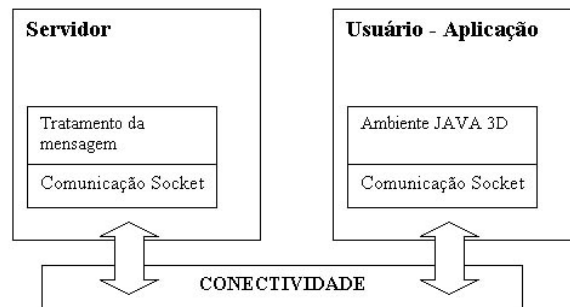 Servidor
Tratamento da
mensagem
Comunicação Socket
Usuário - Aplicação
Ambiente JAVA 3D
Comunicação Socket
CONECTIVIDADE